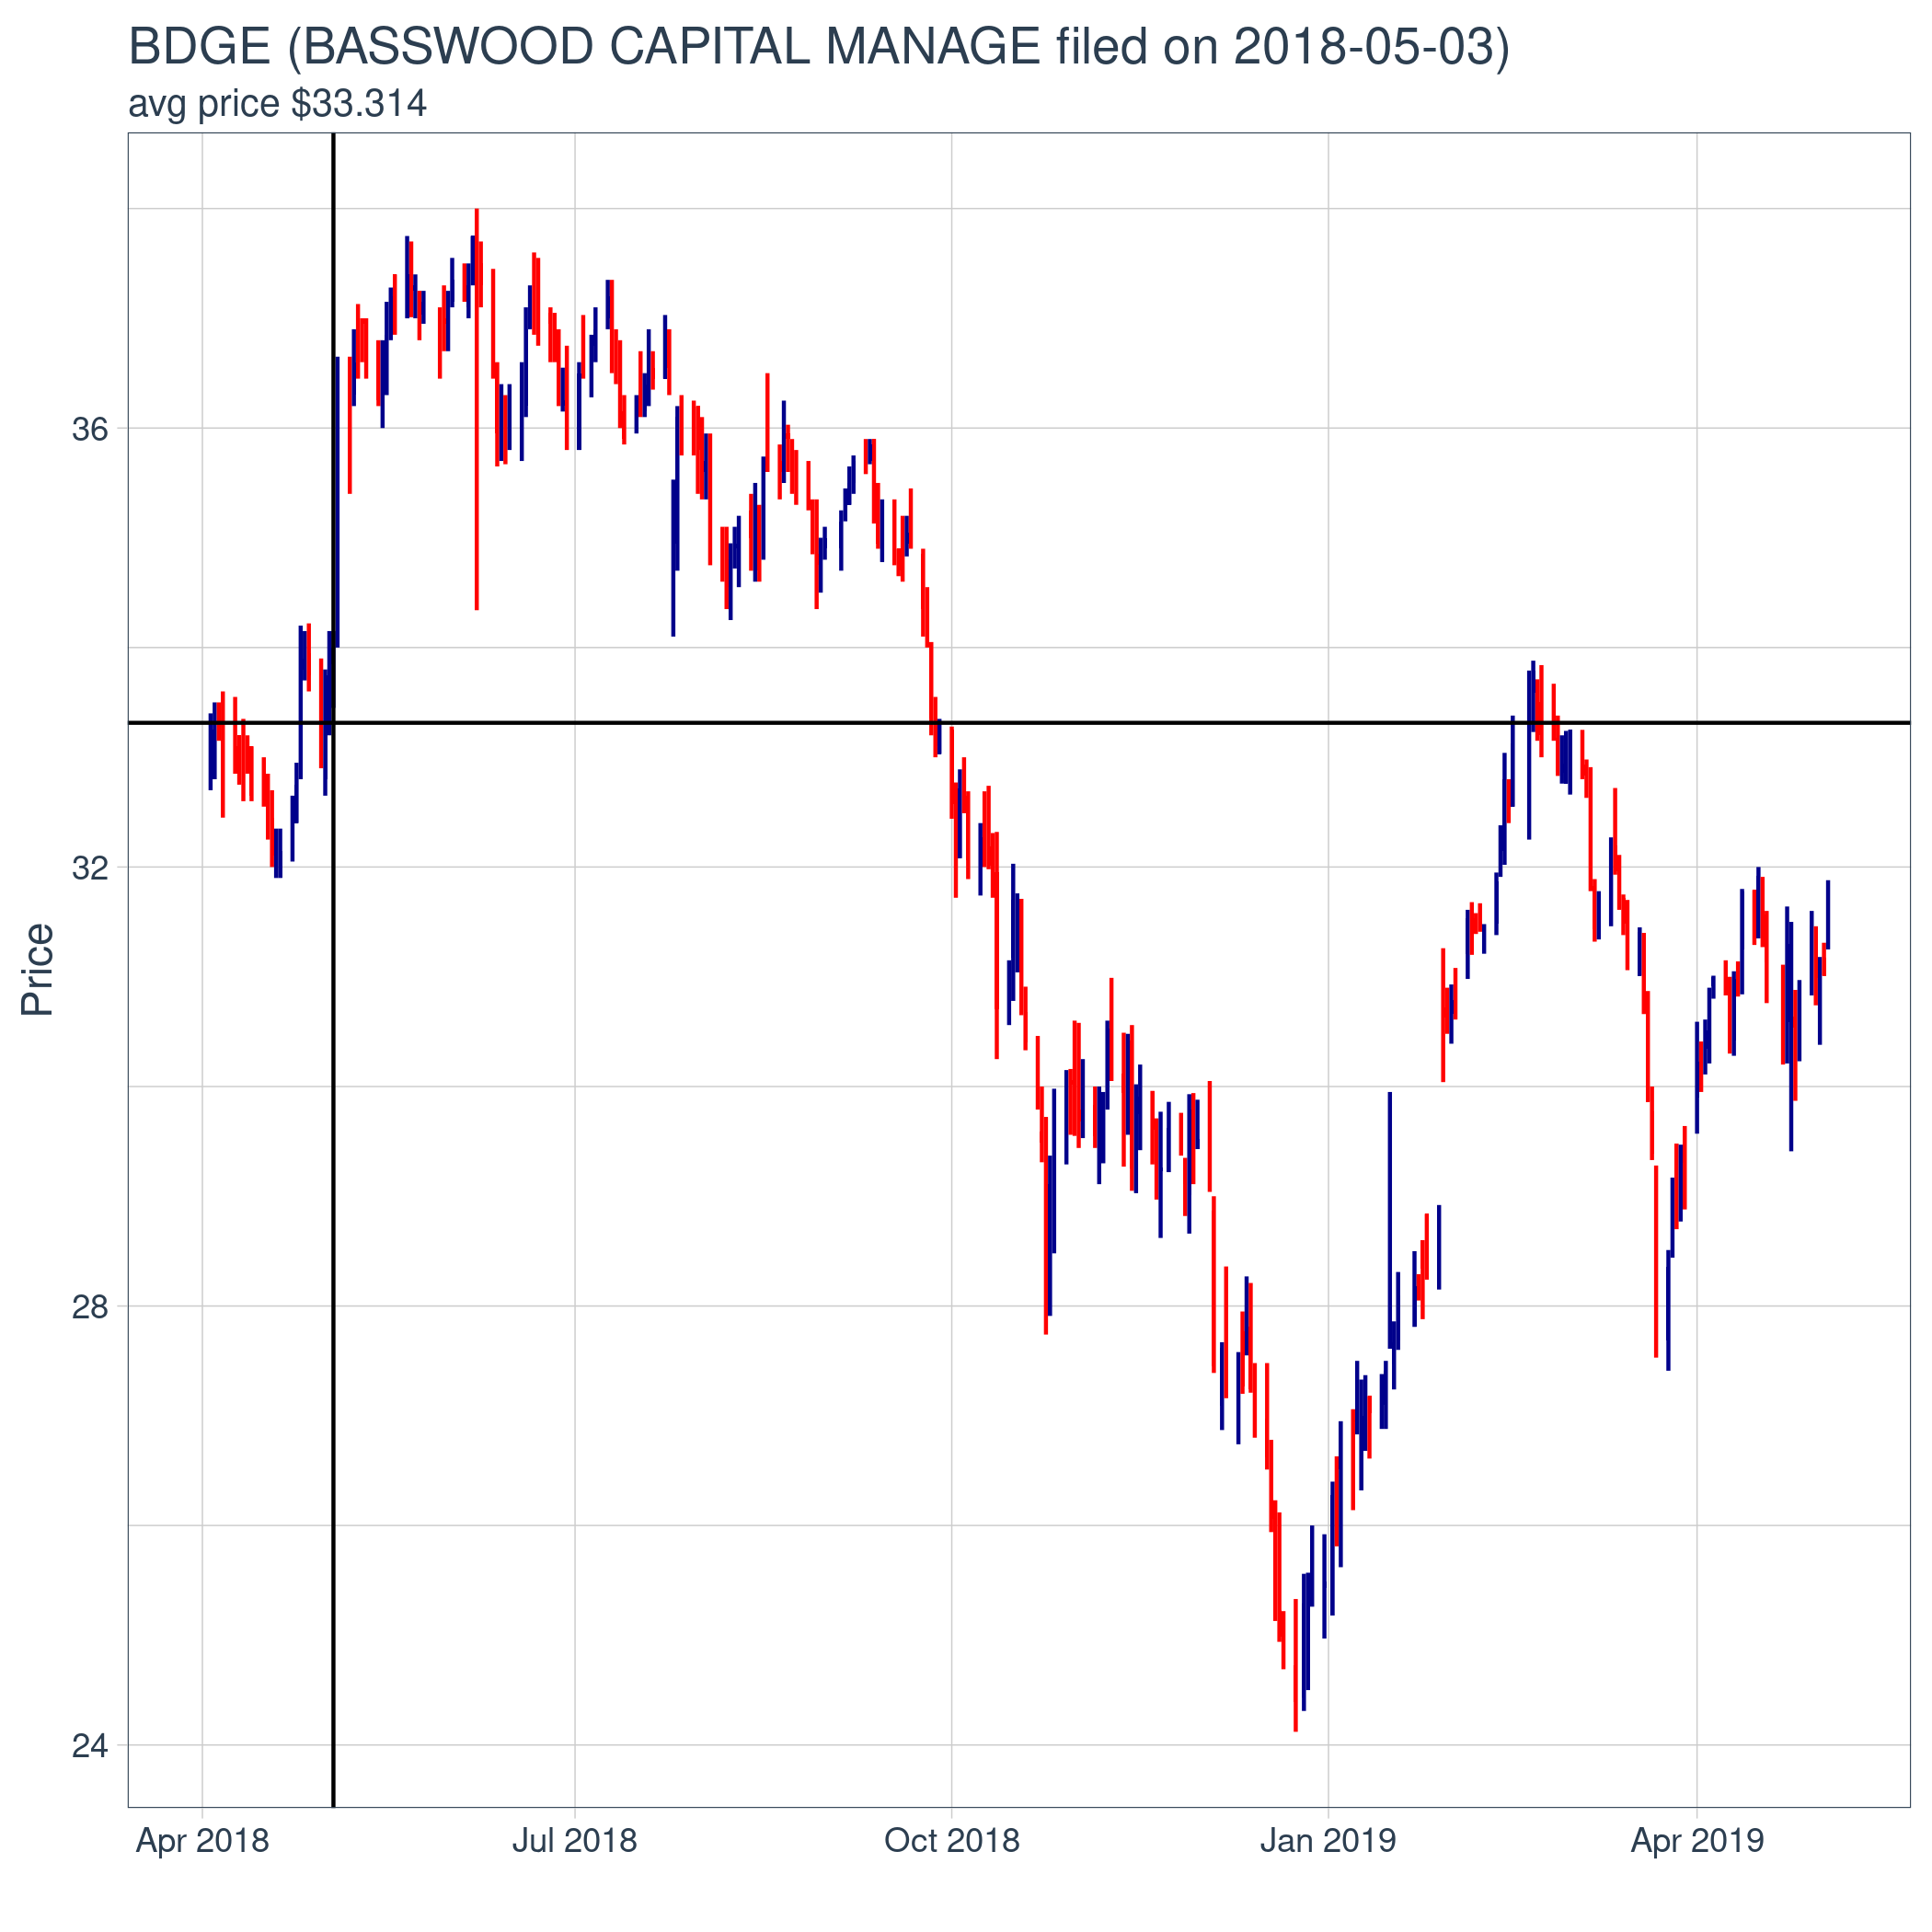 BDGE (BASSWOOD CAPITAL MANAGE filed on 2018-05-03)
avg price $33.314
Price
36
32
28
24
Apr 2018
Jul 2018
Oct 2018
Jan 2019
Apr 2019